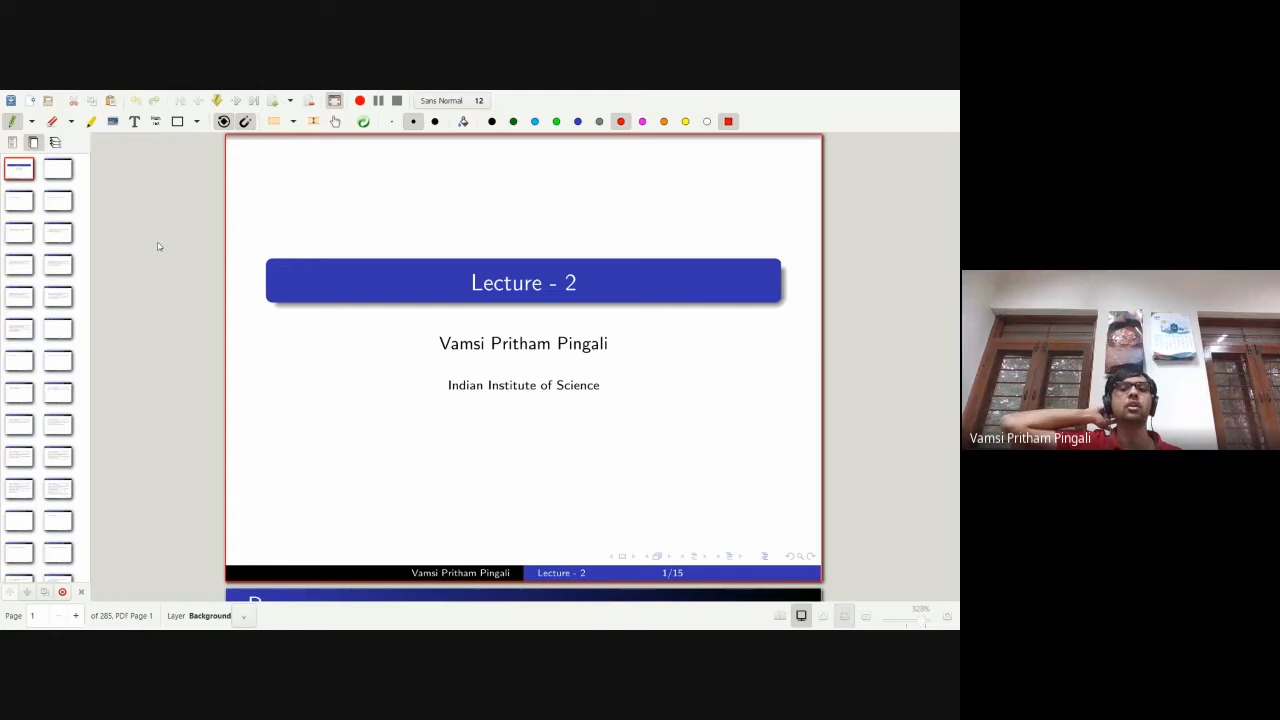 Sans Normal 12
Lecture - 2
Vamsi Pritham Pingali
Indian Institute of Science
Vamsi Pritham Pingali Lecture - 2 1/15
Page 1 of 285, PDF Page 1 Layer Background 328%
Vamsi Pritham Pingali